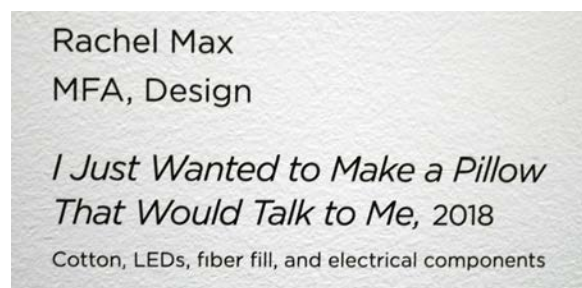 Rachel Max
MFA, Design
I Just Wanted to Make a Pillow
That Would Talk to Me, 2018
Cotton, LEDs, fiber fill, and electrical components